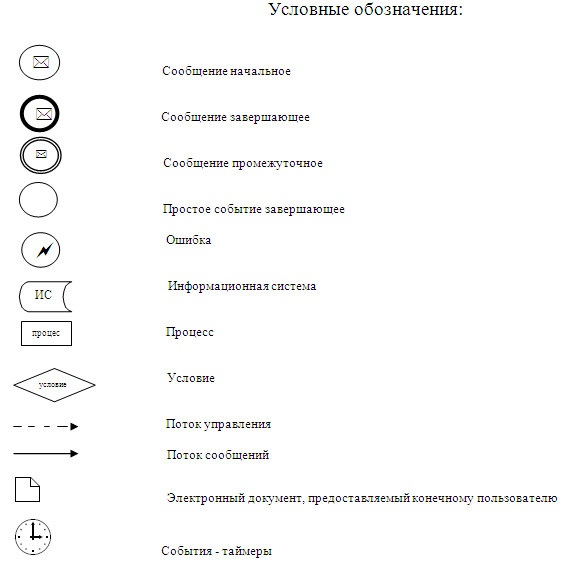 Условные обозначения:
Сообщение начальное
Сообщение завершающее
Сообщение промежуточное
Простое событие завершающее
Ошибка
ИС
Информационная система
процес
Процесс
условие
Условие
Поток управления
Поток сообщений
Электронный документ, предоставляемый конечному пользователю
События - таймеры